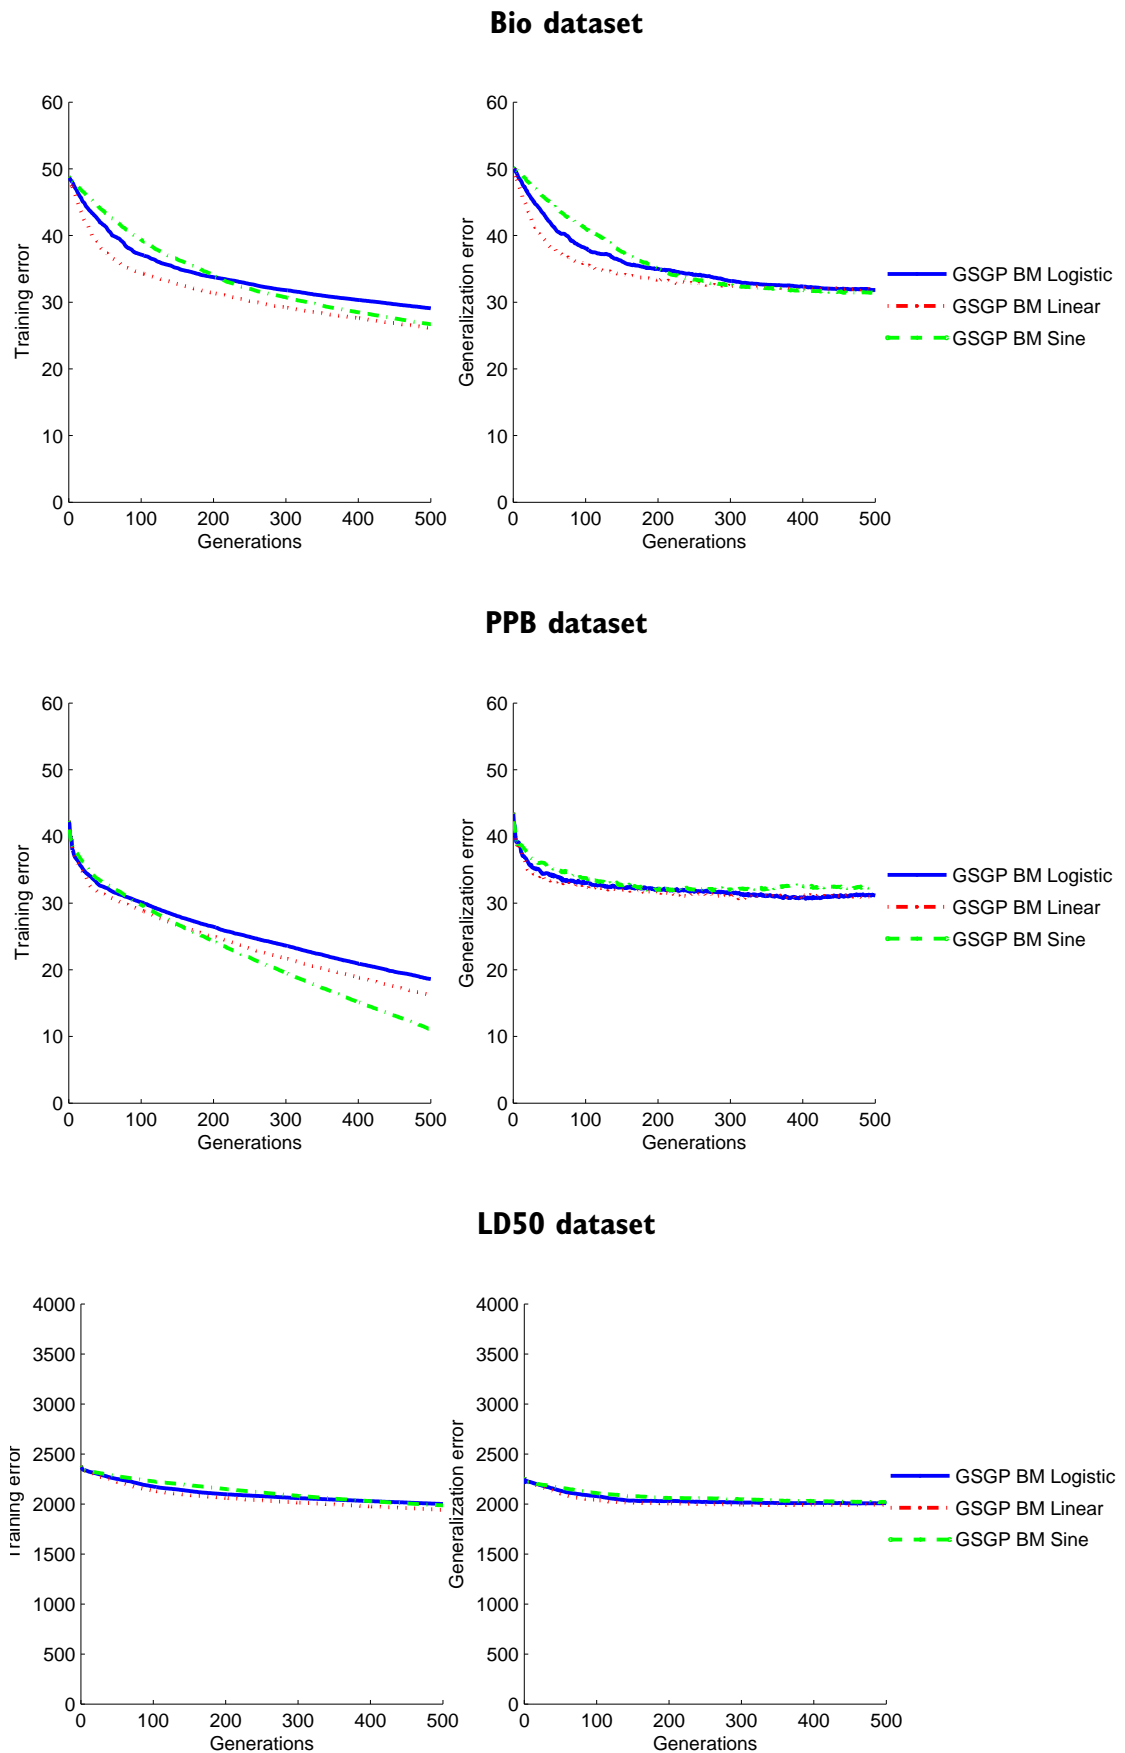 Bio dataset
60
50
40
30
20
10
0
Training error
0 100 200 300 400 500
Generations
60
50
40
30
20
10
0
Generalization error
0 100 200 300 400 500
Generations
GSGP BM Logistic
GSGP BM Linear
GSGP BM Sine
PPB dataset
60
50
40
30
20
10
0
Training error
0 100 200 300 400 500
Generations
60
50
40
30
20
10
0
Generalization error
0 100 200 300 400 500
Generations
GSGP BM Logistic
GSGP BM Linear
GSGP BM Sine
LD50 dataset
4000
3500
3000
2500
2000
1500
1000
500
0
Training error
0 100 200 300 400 500
Generations
4000
3500
3000
2500
2000
1500
1000
500
0
Generalization error
0 100 200 300 400 500
Generations
GSGP BM Logistic
GSGP BM Linear
GSGP BM Sine